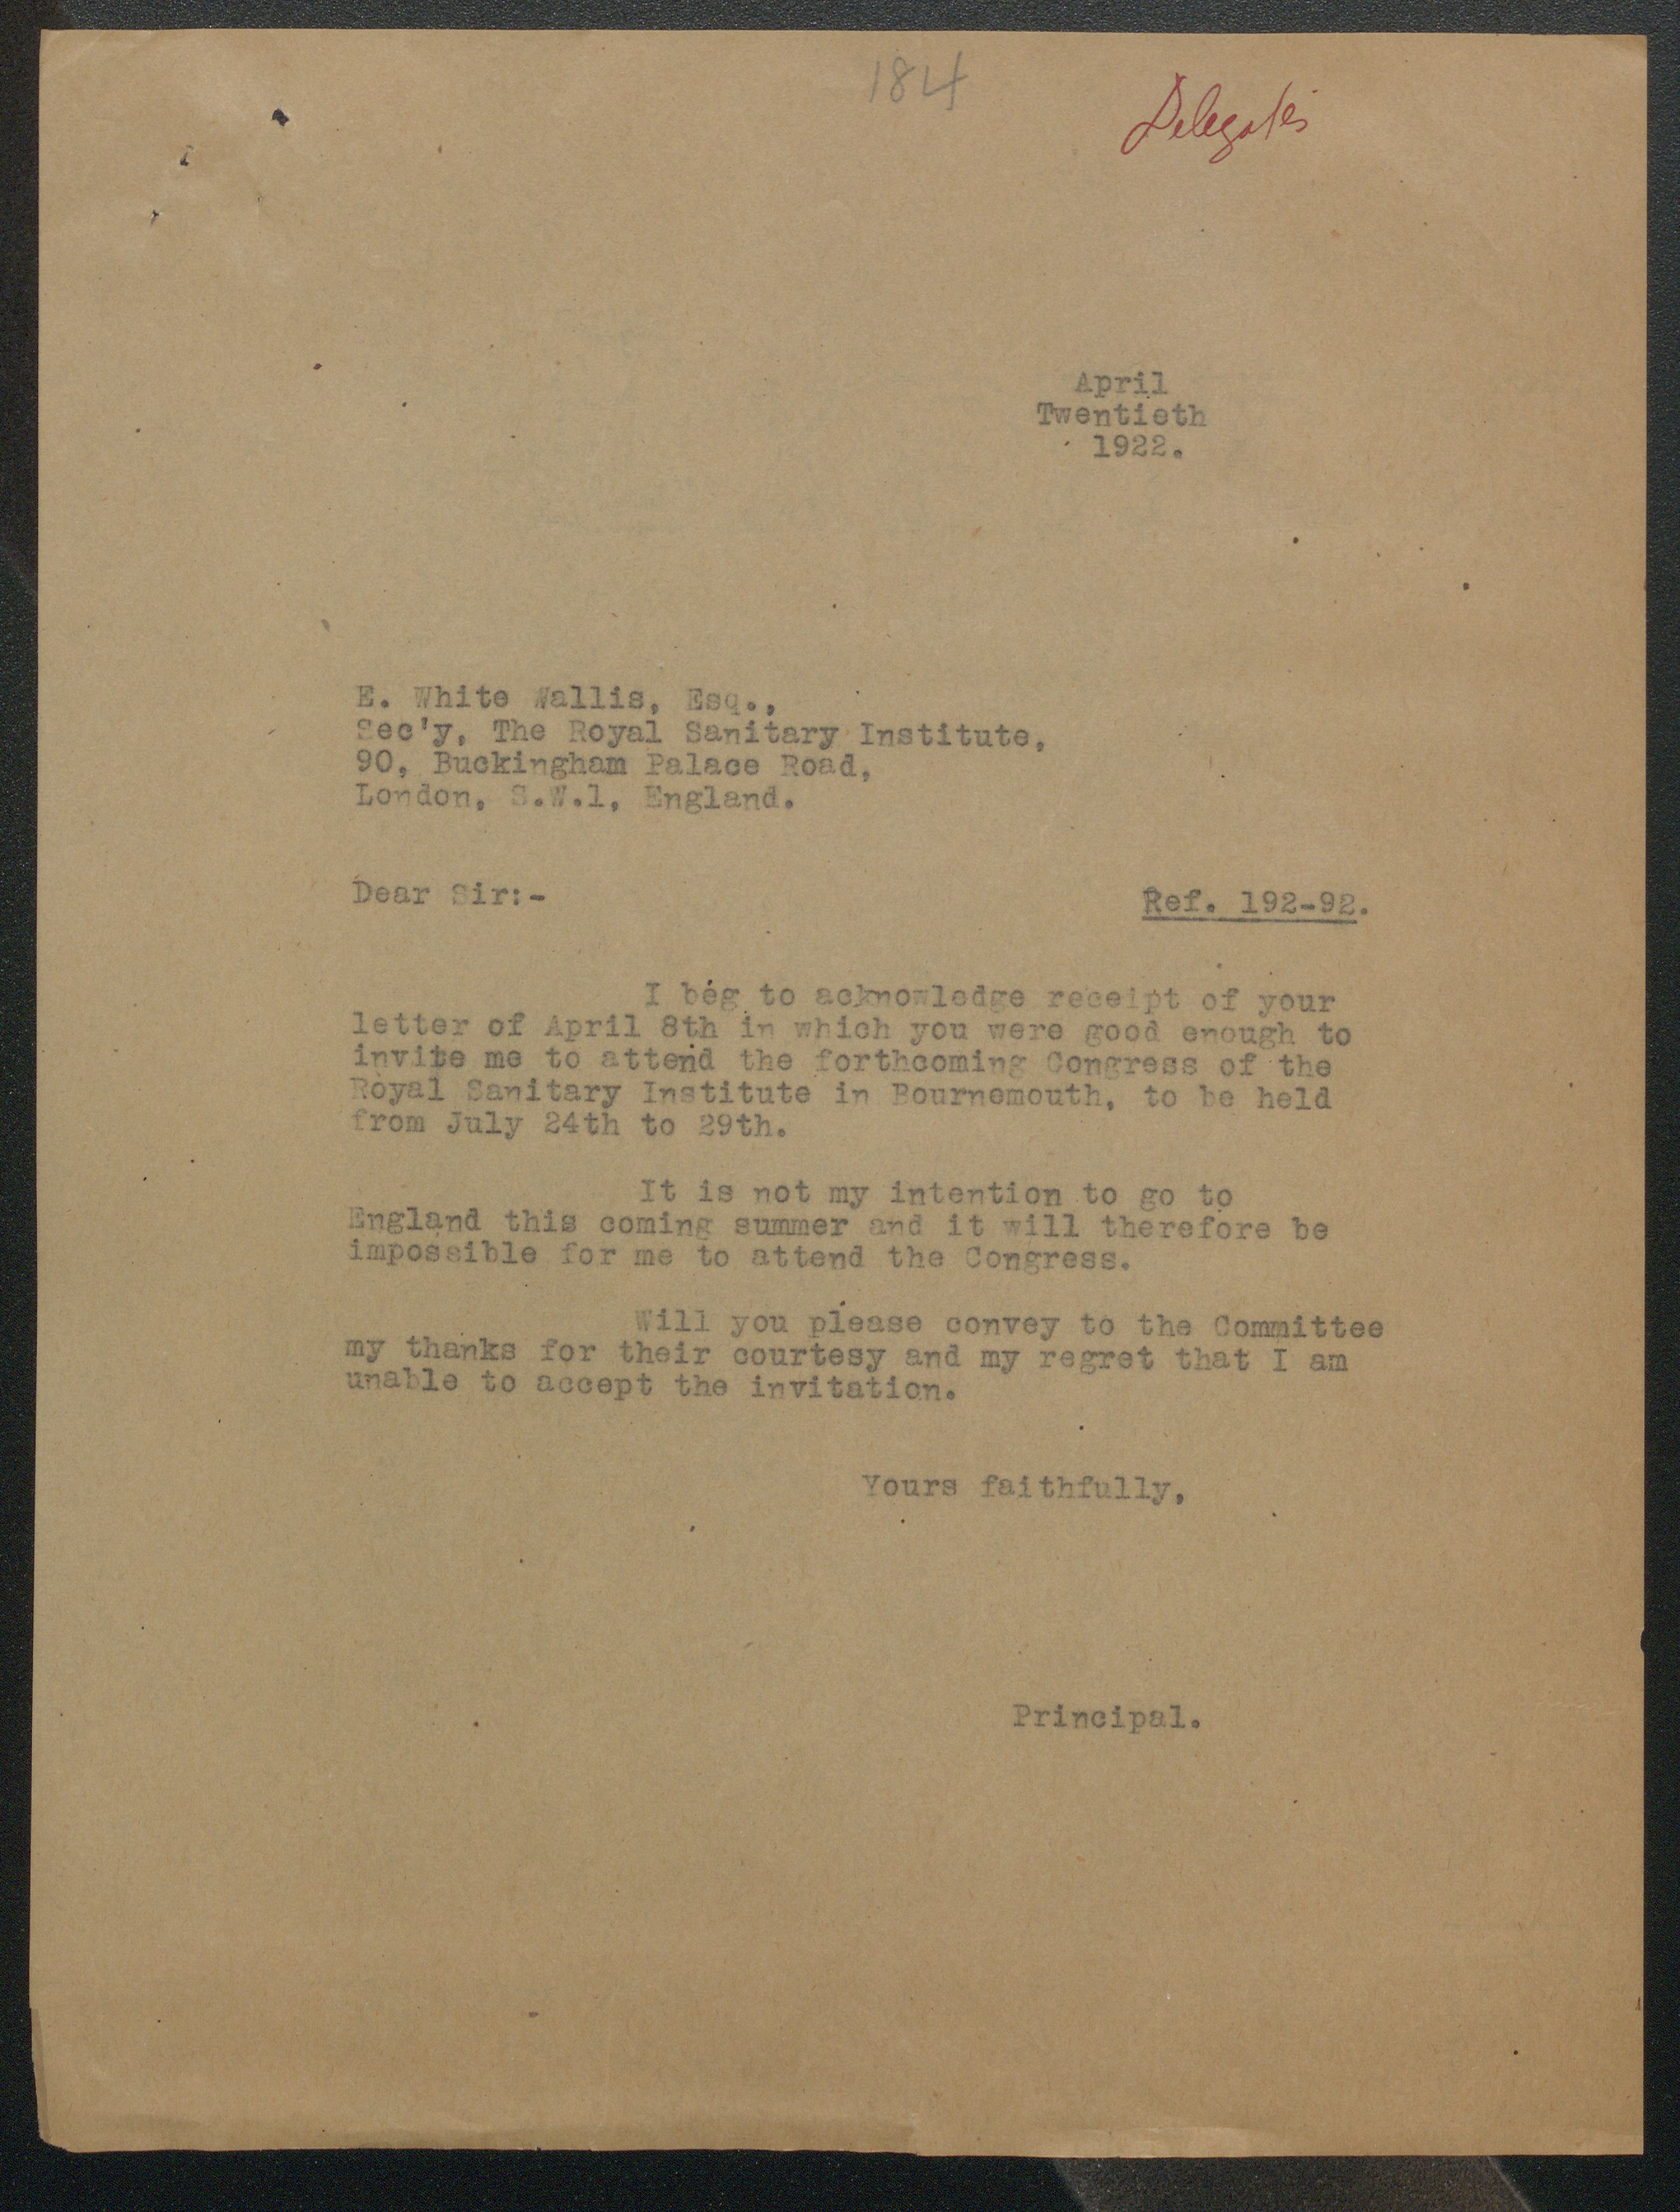 184
Delegates
April
Twentieth
1922.
E. White Wallis, Esq.,
Sec'y, The Royal Sanitary Institute,
90, Buckingham Palace Road,
London, S.W.1, England.
Dear Sir:-
Ref. 192-92.
I beg to acknowledge receipt of your
letter of April 8th in which you were good enough to
invite me to attend the forthcoming Congress of the
Royal Sanitary Institute in Bournemouth, to be held
from July 24th to 29th.
It is not my intention to go to
England this coming summer and it will therefore be
impossible for me to attend the Congress.
Will you please convey to the Committee
my thanks for their courtesy and my regret that I am
unable to accept the invitation.
Yours faithfully,
Principal.